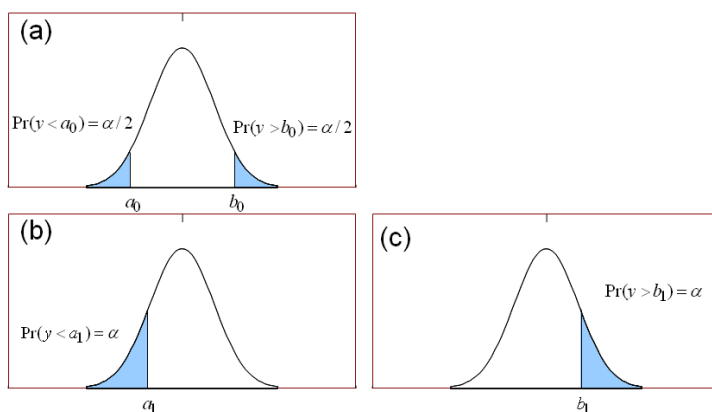 (a)
Pr(y < a₀) = α/2
Pr(y > b₀) = α/2
a₀
b₀
(b)
Pr(y < a₁) = α
a₁
(c)
Pr(y > b₁) = α
b₁